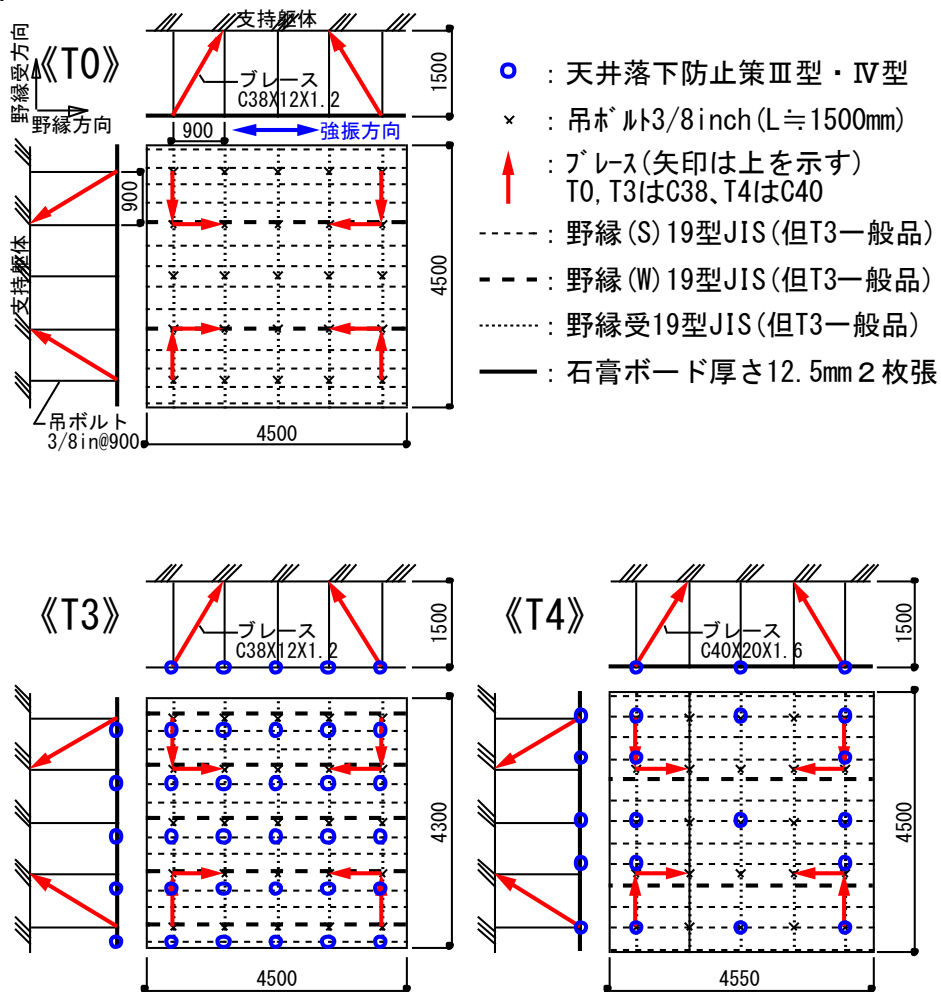 支持躯体
野縁受方向
《T0》
野縁方向
ブレース
C38X12X1.2
1500
900
強振方向
900
支持躯体
4500
吊ボルト
3/8in@900
4500
: 天井落下防止策Ⅲ型・Ⅳ型
: 吊ボルト3/8inch(L≒1500mm)
: ブレース(矢印は上を示す)
T0,T3はC38、T4はC40
: 野縁(S)19型JIS(但T3一般品)
: 野縁(W)19型JIS(但T3一般品)
: 野縁受19型JIS(但T3一般品)
: 石膏ボード厚さ12.5mm２枚張
《T3》
ブレース
C38X12X1.2
1500
4300
4500
《T4》
ブレース
C40X20X1.6
1500
4500
4550